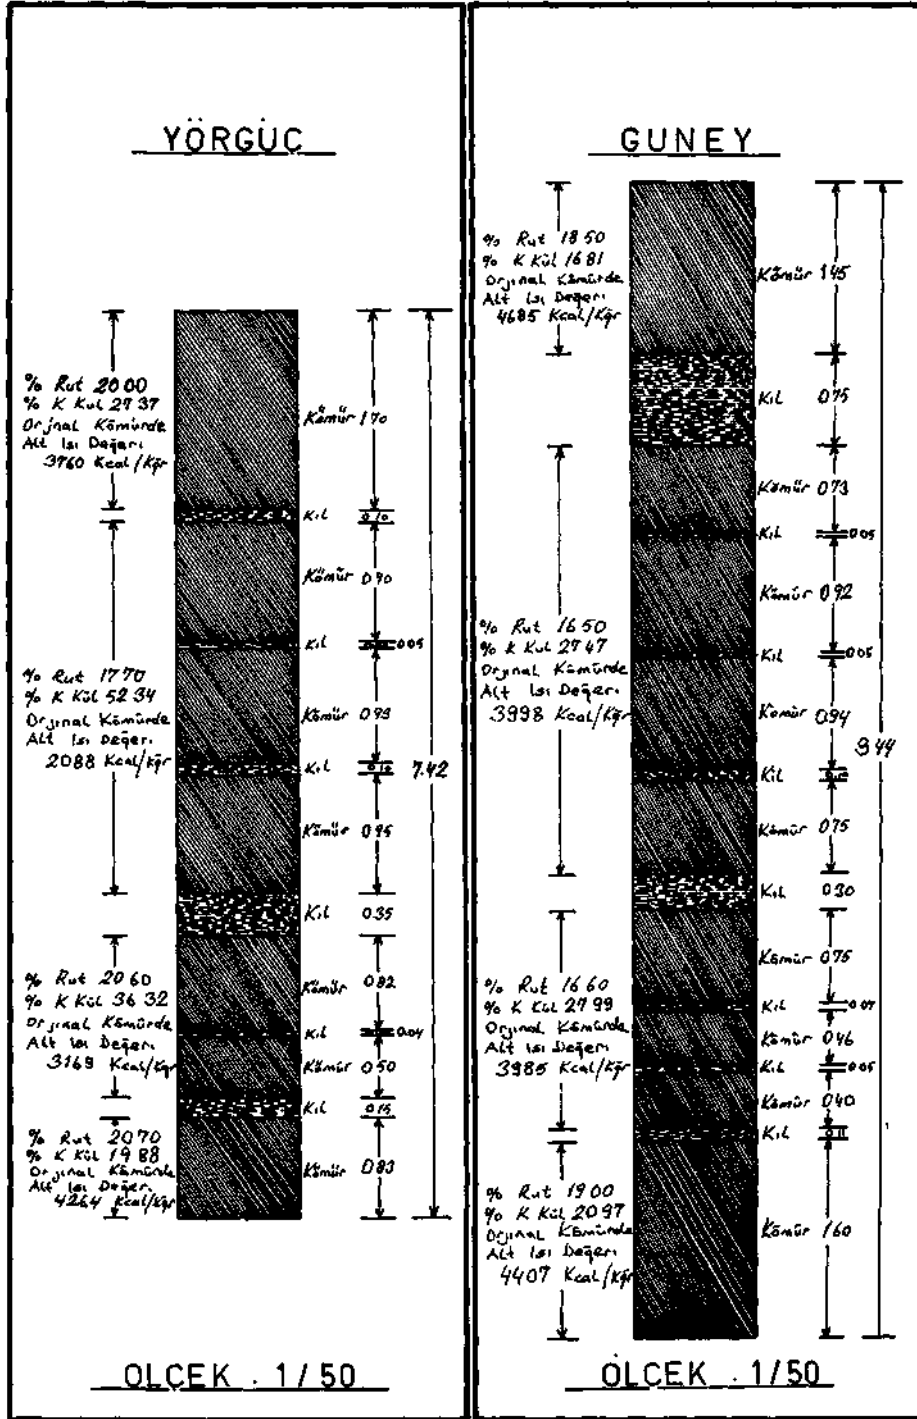 YÖRGÜC
% Rut 20 00
% K Kül 27 37
Orjinal Kömürde
Alt Isı Değeri
3760 Kcal/Kgr
% Rut 17 70
% K Kül 52 34
Orjinal Kömürde
Alt Isı Değeri
2088 Kcal/Kgr
% Rut 20 60
% K Kül 36 32
Orjinal Kömürde
Alt Isı Değeri
3169 Kcal/Kgr
% Rut 20 70
% K Kül 19 88
Orjinal Kömürde
Alt Isı Değeri
4264 Kcal/Kgr
Kömür 1 70
Kil 0.10
Kömür 0 90
Kil 0.05
Kömür
Kil 0.10
Kömür 0 95
Kil 0 35
Kömür 0 82
Kil 0.04
Kömür 0 50
Kil 0.15
Kömür 0 83
7.42
ÖLÇEK . 1/50
GUNEY
% Rut 18 50
% K Kül 16 81
Orjinal Kömürde
Alt Isı Değeri
4685 Kcal/Kgr
% Rut 16 50
% K Kül 27 47
Orjinal Kömürde
Alt Isı Değeri
3998 Kcal/Kgr
% Rut 16 60
% K Kül 27 99
Orjinal Kömürde
Alt Isı Değeri
3985 Kcal/Kgr
% Rut 19 00
% K Kül 20 97
Orjinal Kömürde
Alt Isı Değeri
4407 Kcal/Kgr
Kömür 1 45
Kil 0 75
Kömür 0 73
Kil 0.05
Kömür 0 92
Kil 0.05
Kömür 0 94
Kil 0.10
Kömür 0 75
Kil 0 30
Kömür 0 75
Kil 0.07
Kömür 0 46
Kil 0.05
Kömür 0 40
Kil
Kömür 1 60
9 44
ÖLÇEK . 1/50